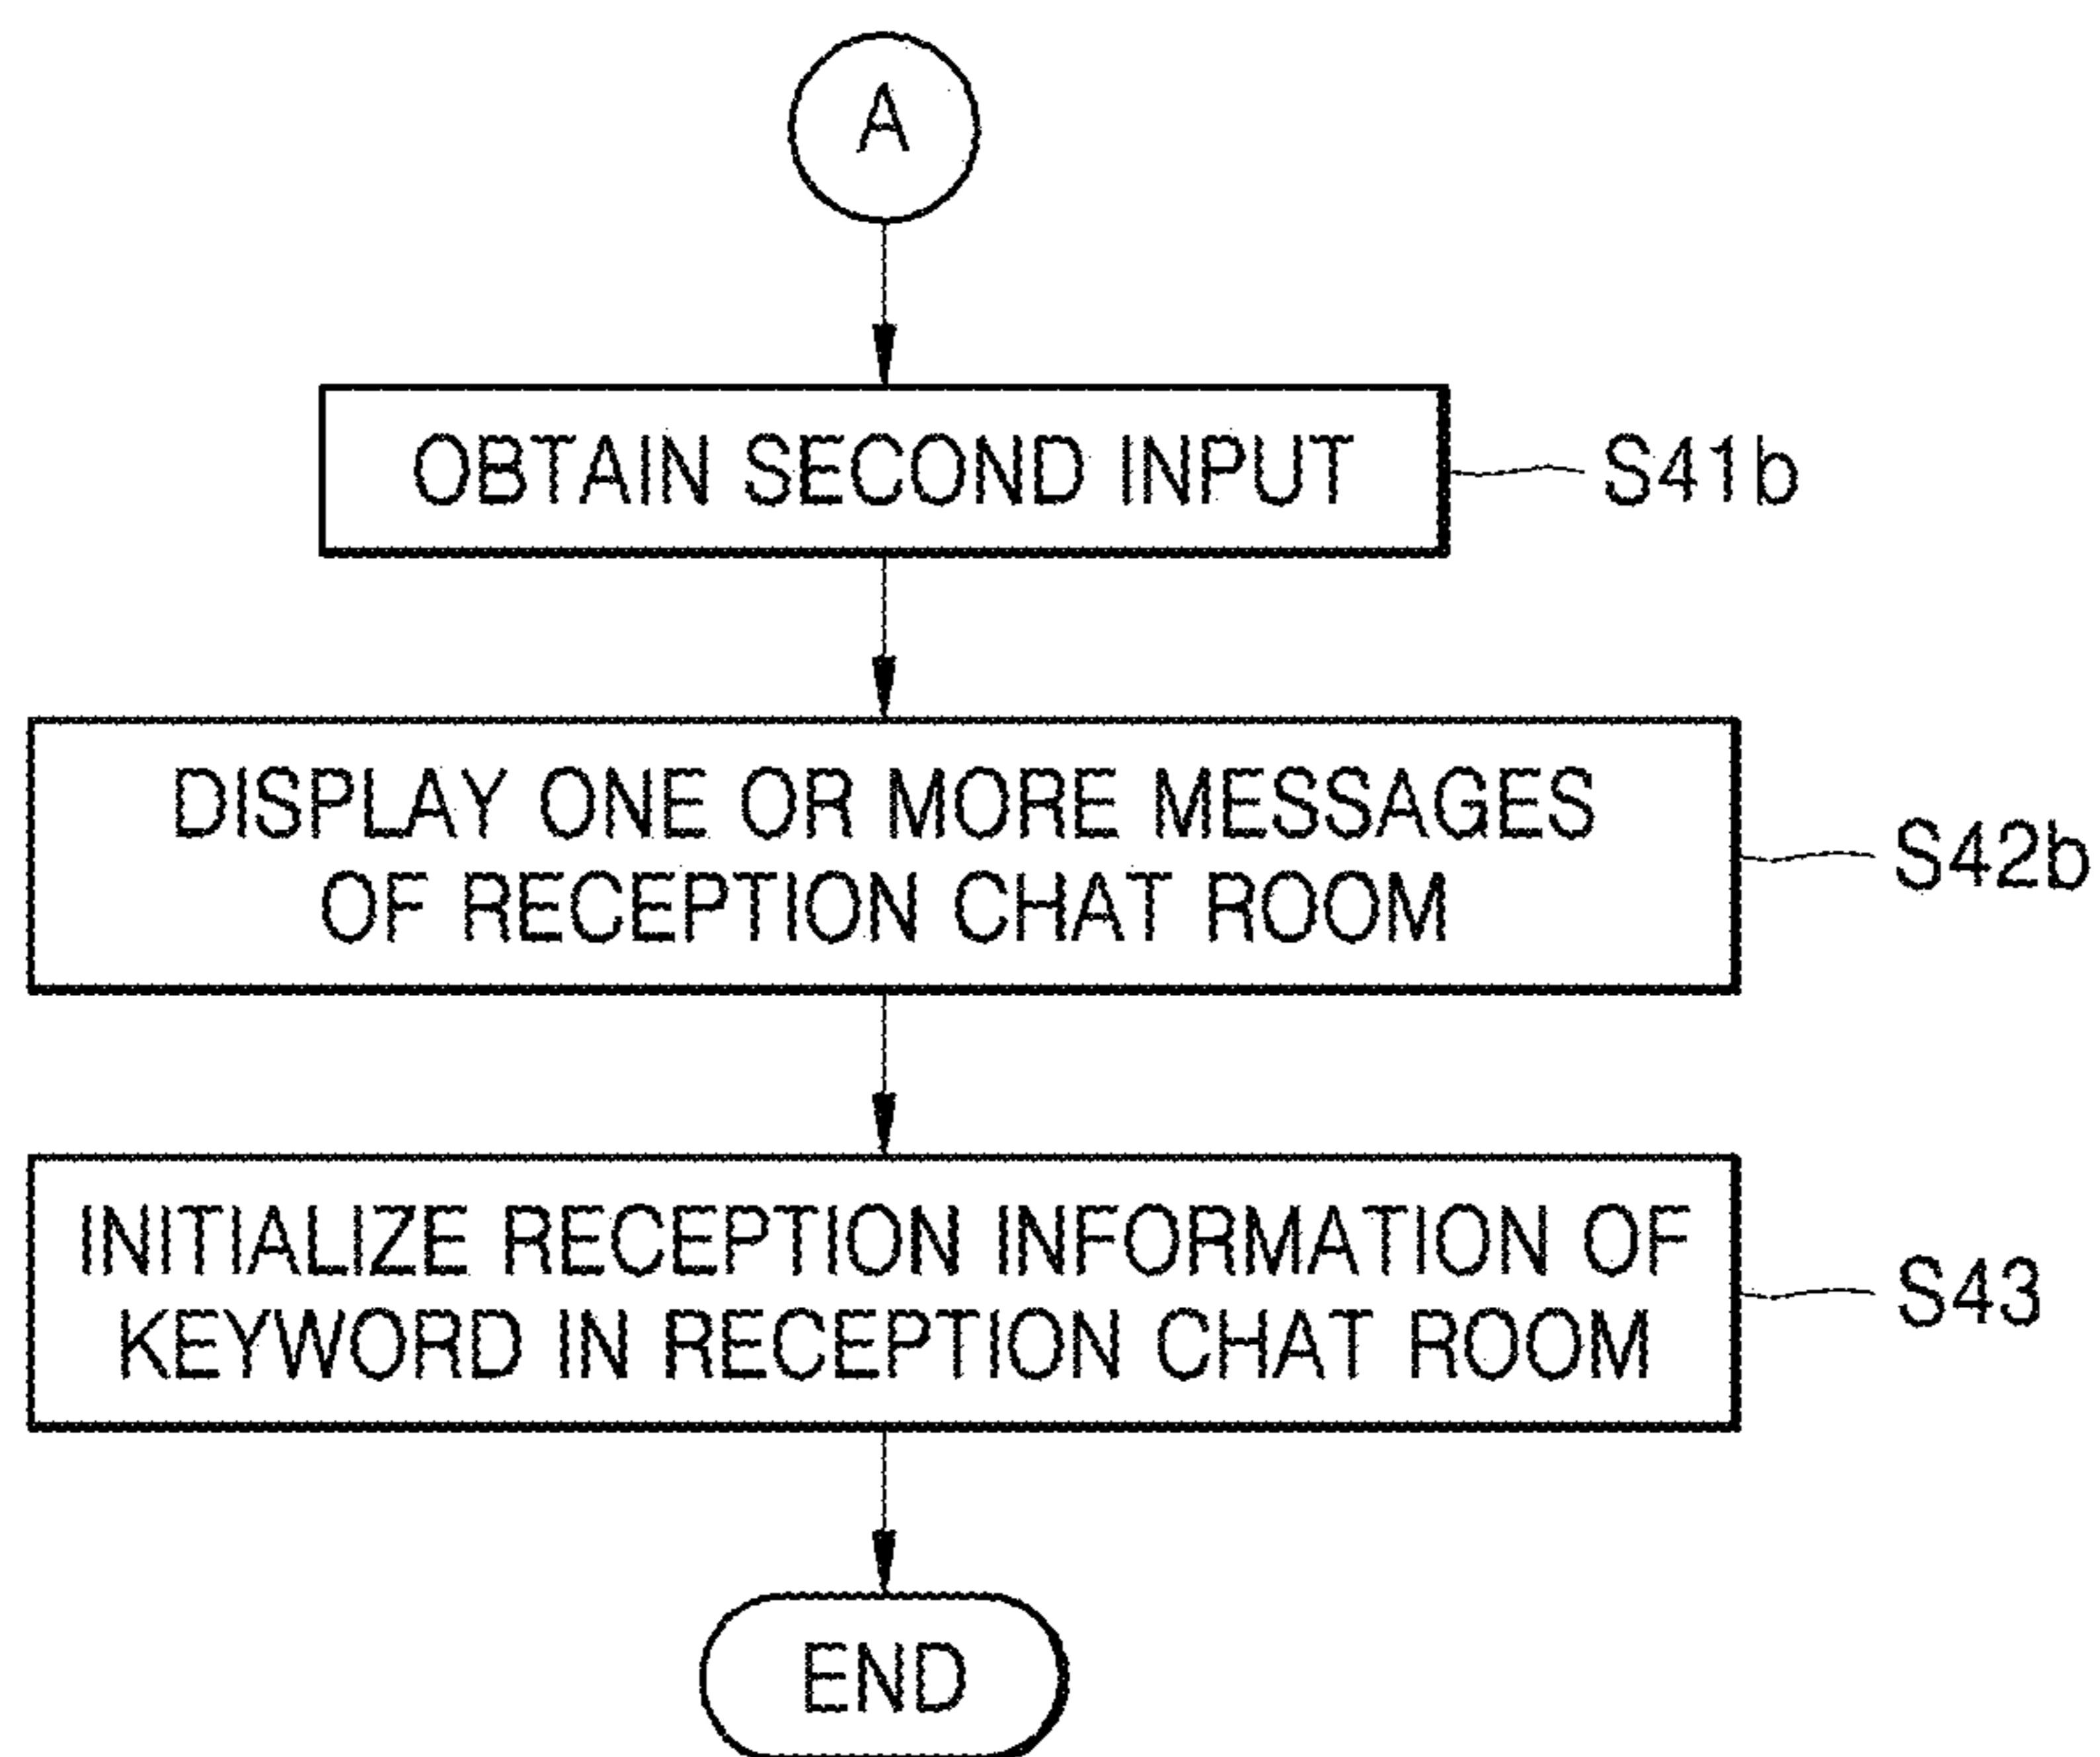 A
OBTAIN SECOND INPUT
S41b
DISPLAY ONE OR MORE MESSAGES
OF RECEPTION CHAT ROOM
S42b
INITIALIZE RECEPTION INFORMATION OF
KEYWORD IN RECEPTION CHAT ROOM
S43
END